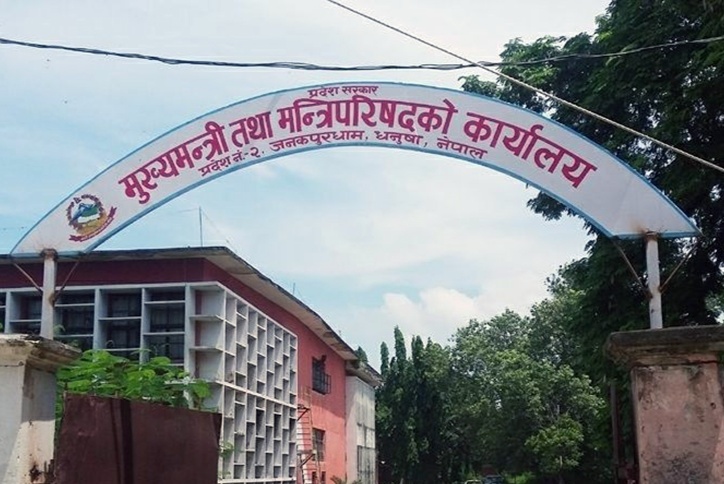 प्रदेश सरकार
मुख्यमन्त्री तथा मन्त्रिपरिषदको कार्यालय
प्रदेश नं.-२, जनकपुरधाम, धनुषा, नेपाल